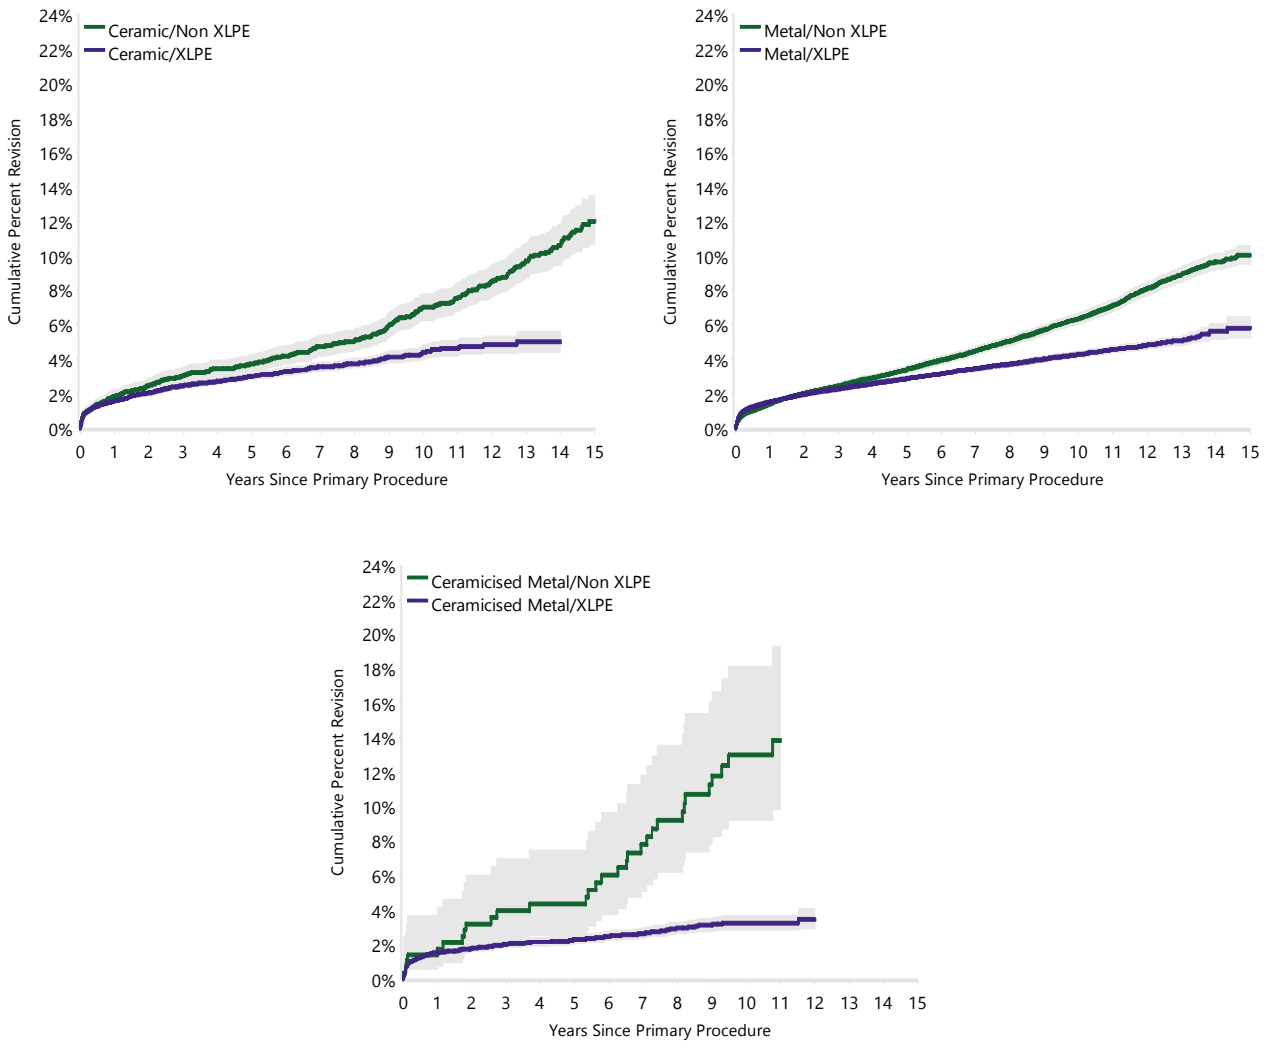 24%
22%
20%
18%
16%
14%
12%
10%
8%
6%
4%
2%
0%
Cumulative Percent Revision
Ceramic/Non XLPE
Ceramic/XLPE
0 1 2 3 4 5 6 7 8 9 10 11 12 13 14 15
Years Since Primary Procedure
24%
22%
20%
18%
16%
14%
12%
10%
8%
6%
4%
2%
0%
Cumulative Percent Revision
Metal/Non XLPE
Metal/XLPE
0 1 2 3 4 5 6 7 8 9 10 11 12 13 14 15
Years Since Primary Procedure
24%
22%
20%
18%
16%
14%
12%
10%
8%
6%
4%
2%
0%
Cumulative Percent Revision
Ceramicised Metal/Non XLPE
Ceramicised Metal/XLPE
0 1 2 3 4 5 6 7 8 9 10 11 12 13 14 15
Years Since Primary Procedure